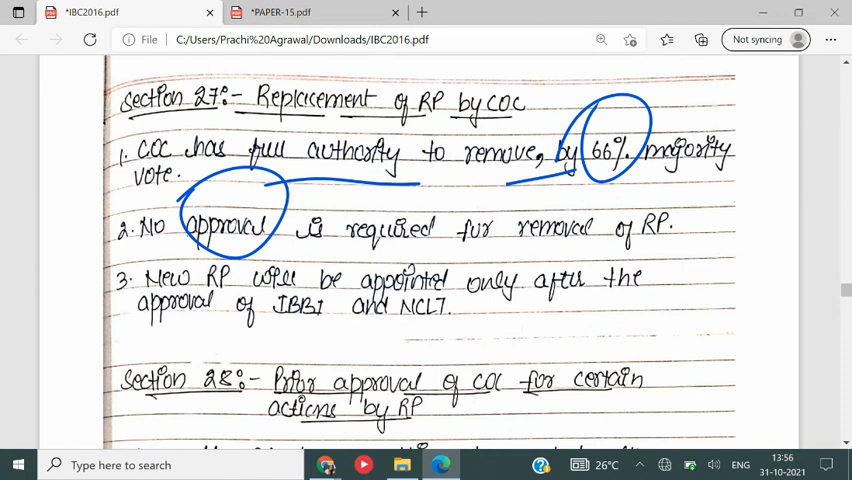 *IBC2016.pdf
*PAPER-15.pdf
File C:/Users/Prachi%20Agrawal/Downloads/IBC2016.pdf
Not syncing
Section 27:- Replacement of RP by COC
1. COC has full authority to remove, by 66% majority
vote.
2. No approval is required for removal of RP.
3. New RP will be appointed only after the
approval of IBBI and NCLT.
Section 28:- Prior approval of COC for certain
actions by RP
Type here to search
26°C
ENG
13:56
31-10-2021